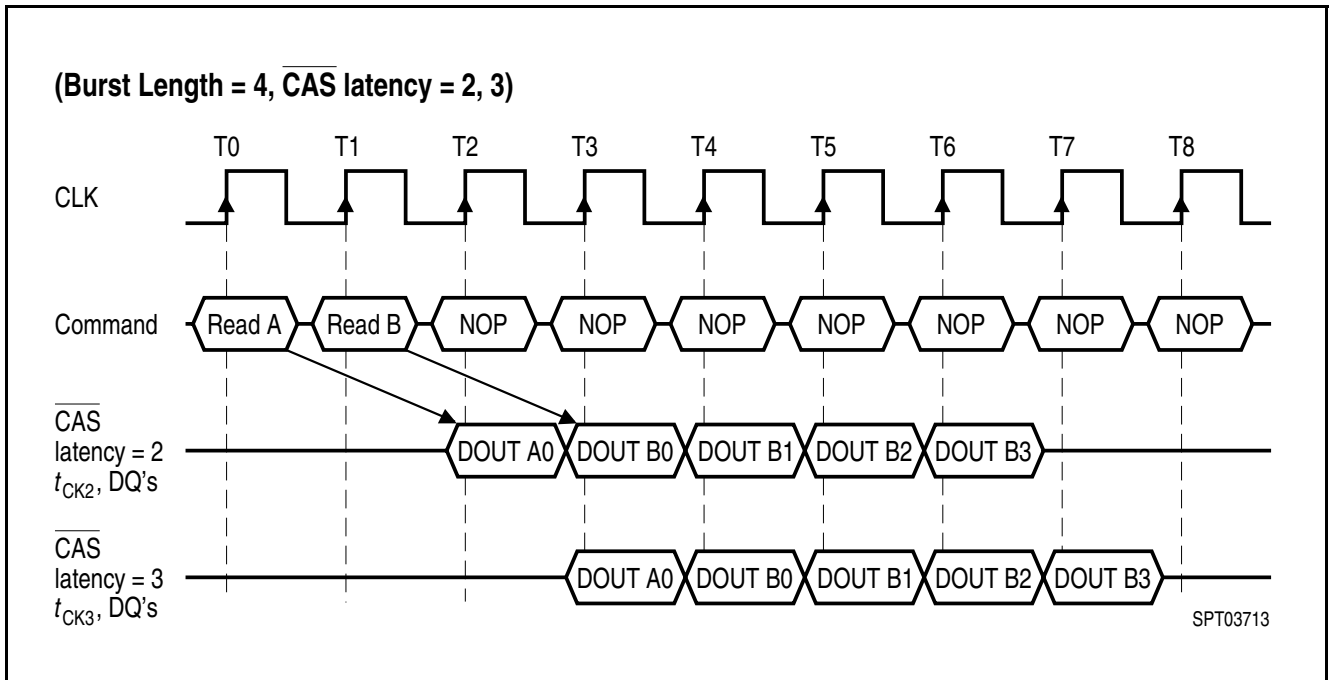 (Burst Length = 4, CAS latency = 2, 3)
T0 T1 T2 T3 T4 T5 T6 T7 T8
CLK
Command Read A Read B NOP NOP NOP NOP NOP NOP NOP
CAS
latency = 2 DOUT A0 DOUT B0 DOUT B1 DOUT B2 DOUT B3
tCK2, DQ's
CAS
latency = 3 DOUT A0 DOUT B0 DOUT B1 DOUT B2 DOUT B3
tCK3, DQ's
SPT03713